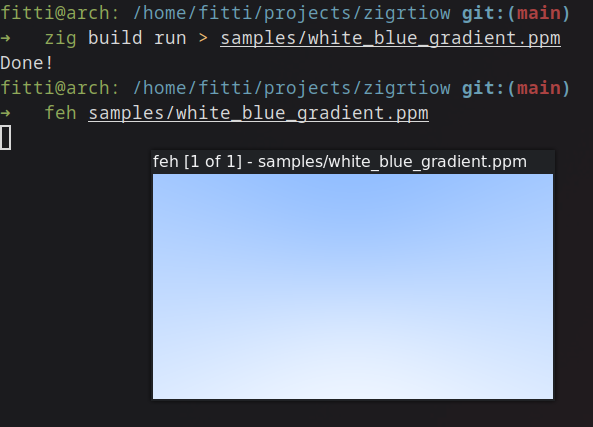 fitti@arch: /home/fitti/projects/zigrtiow git:(main)
➜  zig build run > samples/white_blue_gradient.ppm
Done!
fitti@arch: /home/fitti/projects/zigrtiow git:(main)
➜  feh samples/white_blue_gradient.ppm
feh [1 of 1] - samples/white_blue_gradient.ppm